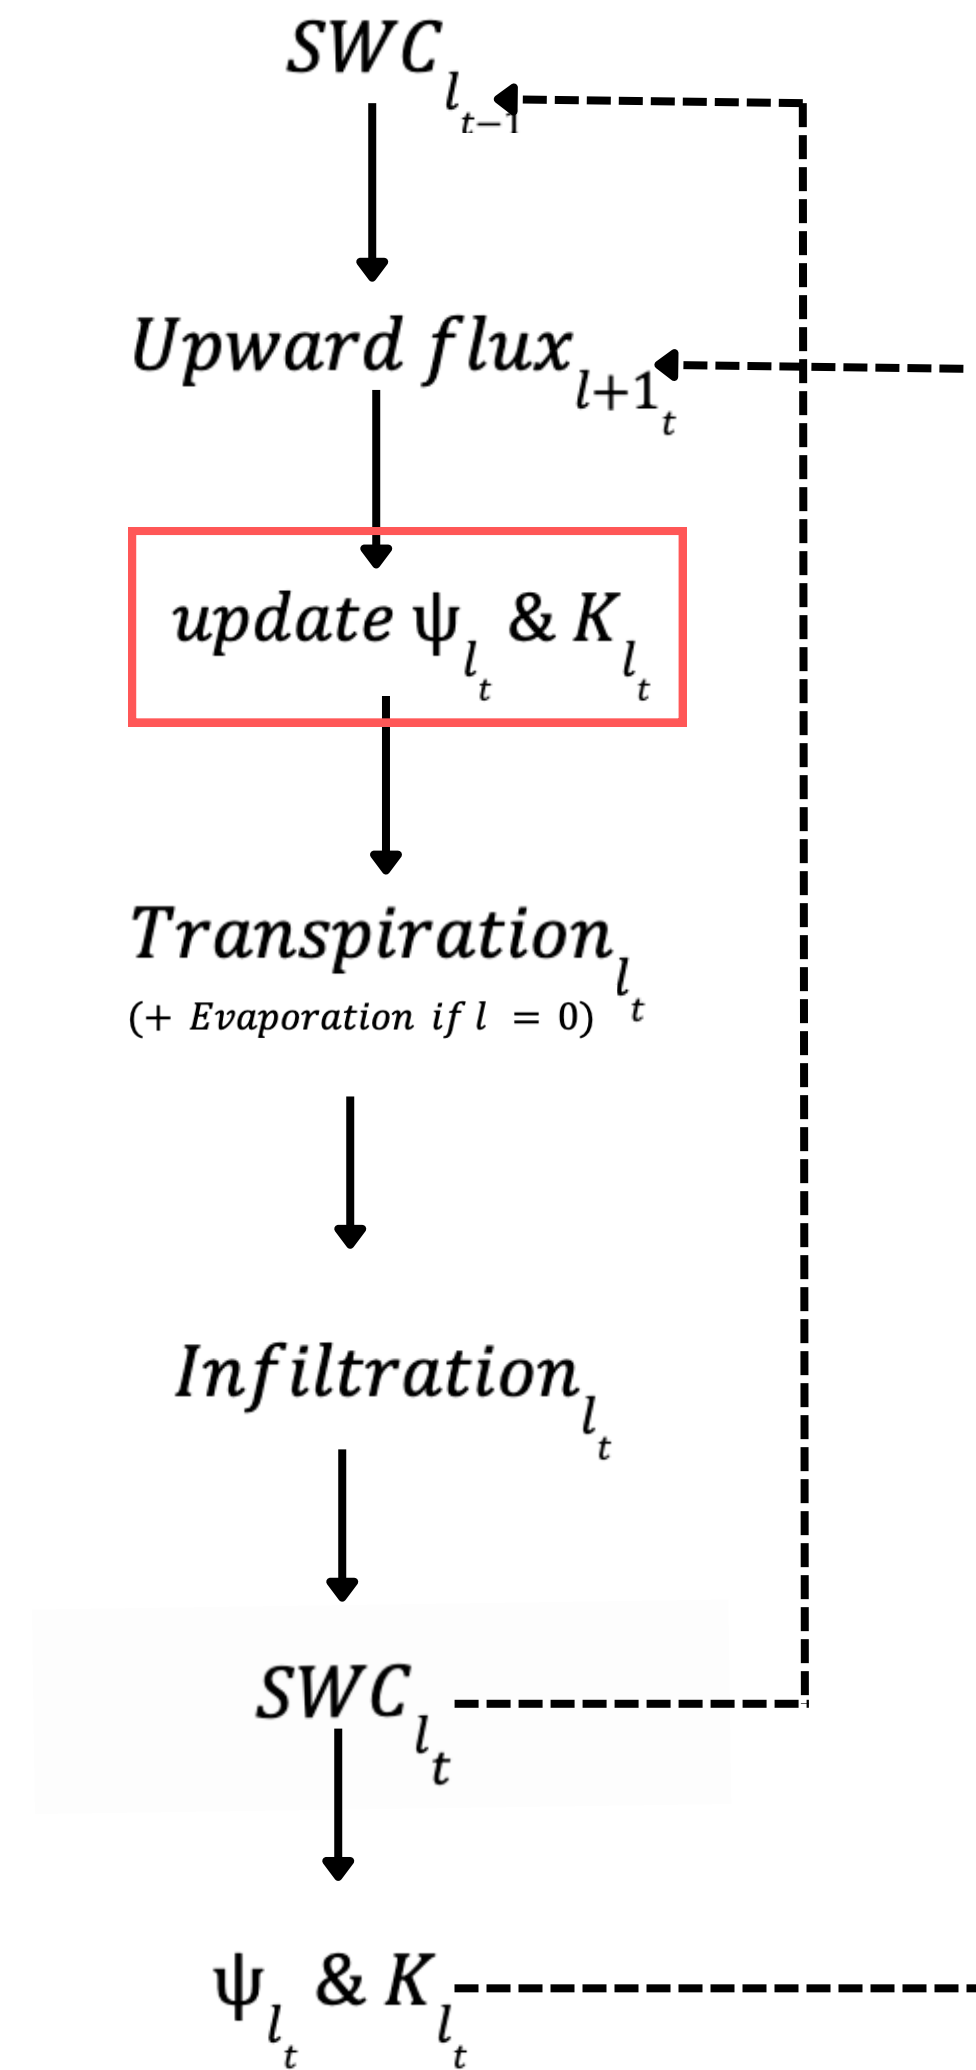 SWC l t−1
Upward flux l+1 t
update ψ l t & K l t
Transpiration l t
(+ Evaporation if l = 0)
Infiltration l t
SWC l t
ψ l t & K l t